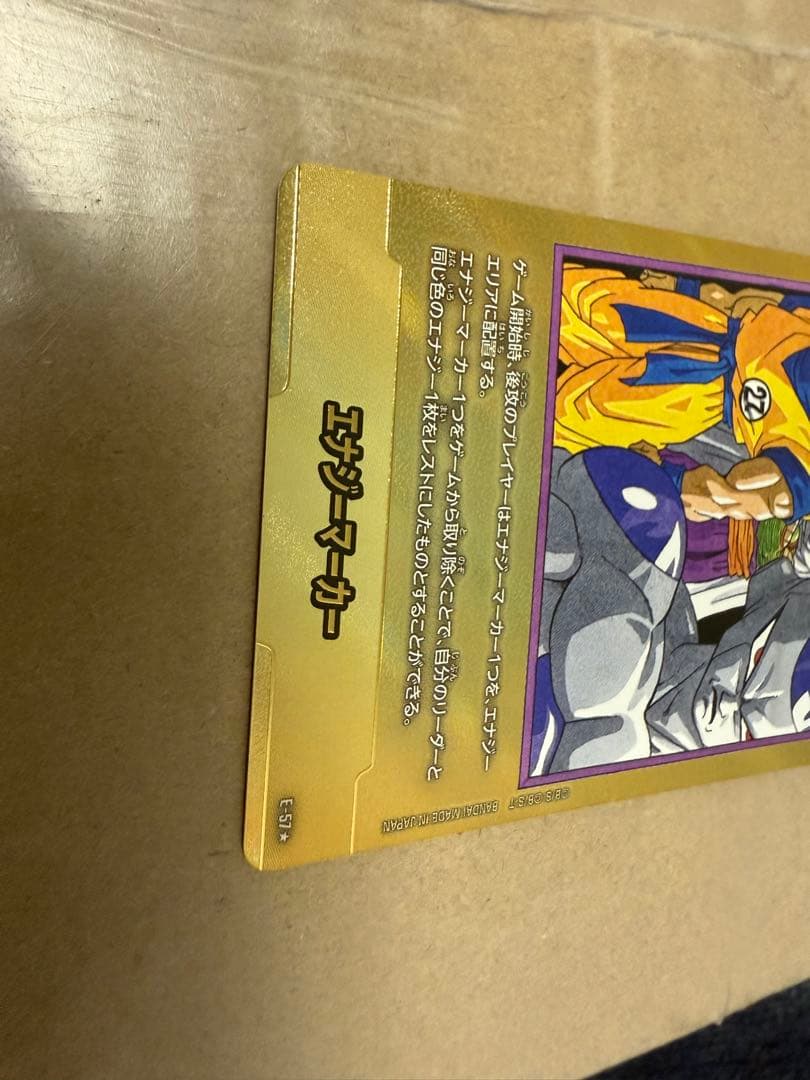 27
ゲーム開始時、後攻のプレイヤーはエナジーマーカー1つを、エナジー
エリアに配置する。
エナジーマーカー1つをゲームから取り除くことで、自分のリーダーと
同じ色のエナジー1枚をレストにしたものとすることができる。
©B/S ©B/S・T BANDAI MADE IN JAPAN
エナジーマーカー
E-57★